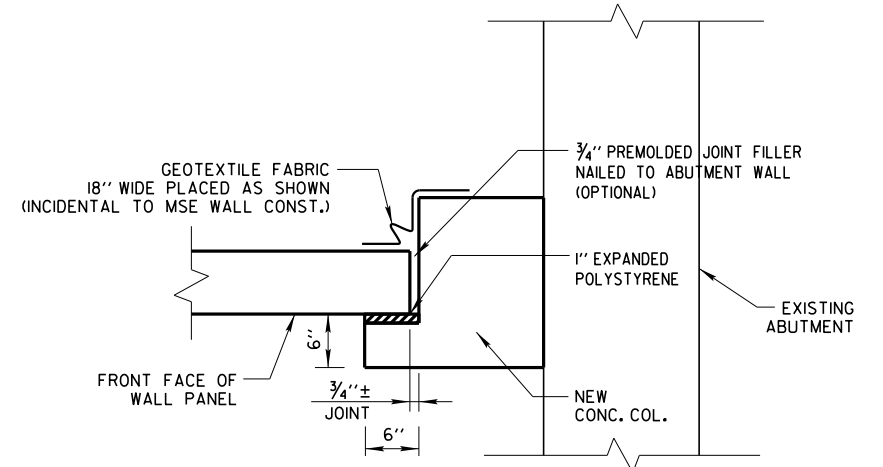 GEOTEXTILE FABRIC
18'' WIDE PLACED AS SHOWN
(INCIDENTAL TO MSE WALL CONST.)
3/4'' PREMOLDED JOINT FILLER
NAILED TO ABUTMENT WALL
(OPTIONAL)
1'' EXPANDED
POLYSTYRENE
EXISTING
ABUTMENT
6''
FRONT FACE OF
WALL PANEL
3/4''±
JOINT
NEW
CONC. COL.
6''